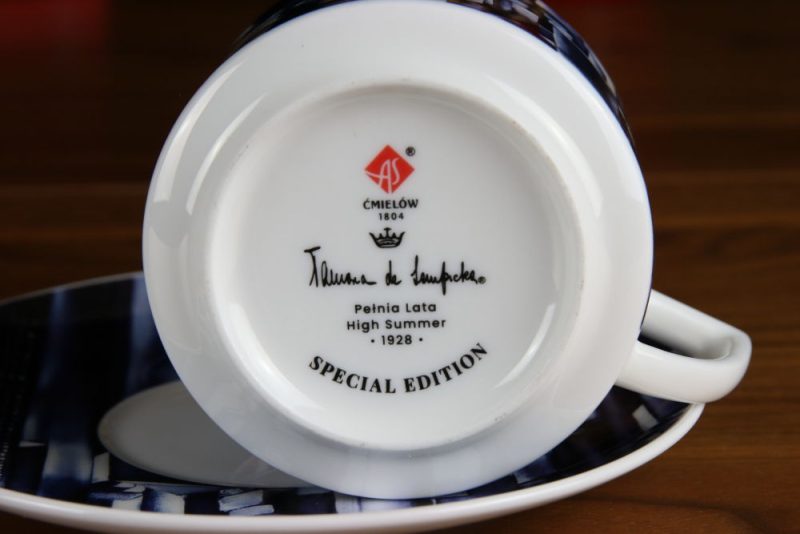 AS®
ĆMIELÓW
1804
Tamara de Lempicka®
Pełnia Lata
High Summer
• 1928 •
SPECIAL EDITION